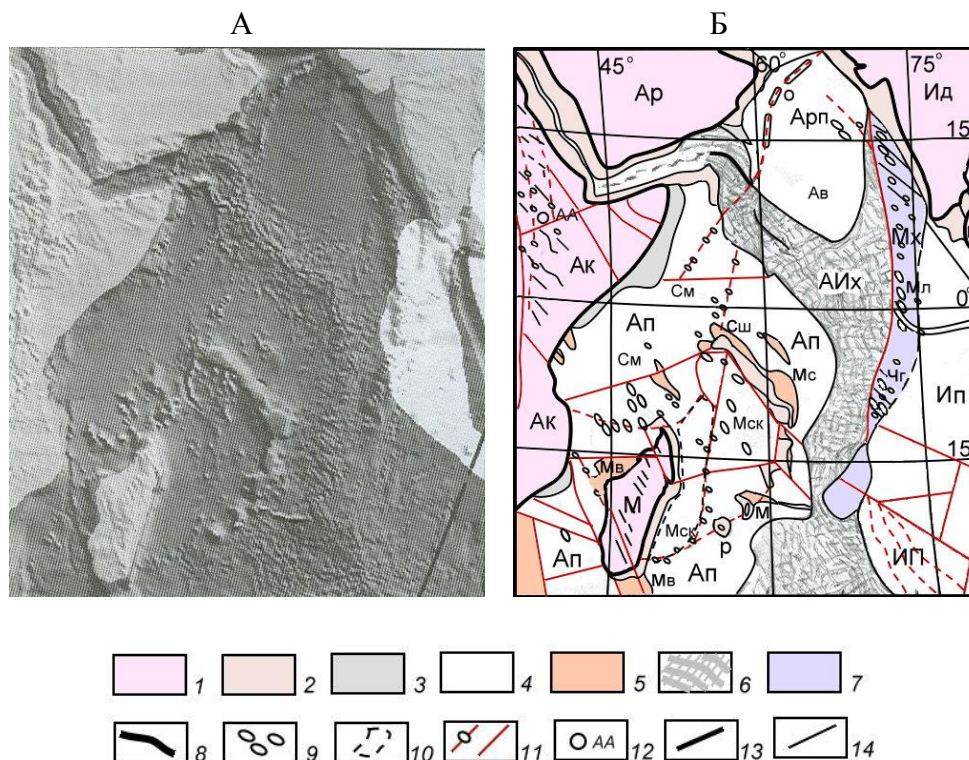 А Б
45° 60° 75°
Ар Ид
о
Арп
15
Ав
АА
Ак Мх
АИх Мл
См 0°
Ап Сш Ап
См Мс Чг Ип
Ак Мск
15
Мв
М м
Мск р
Ап ИП
Мв Ап
1 2 3 4 5 6 7
8 9 10 11 АА 12 13 14